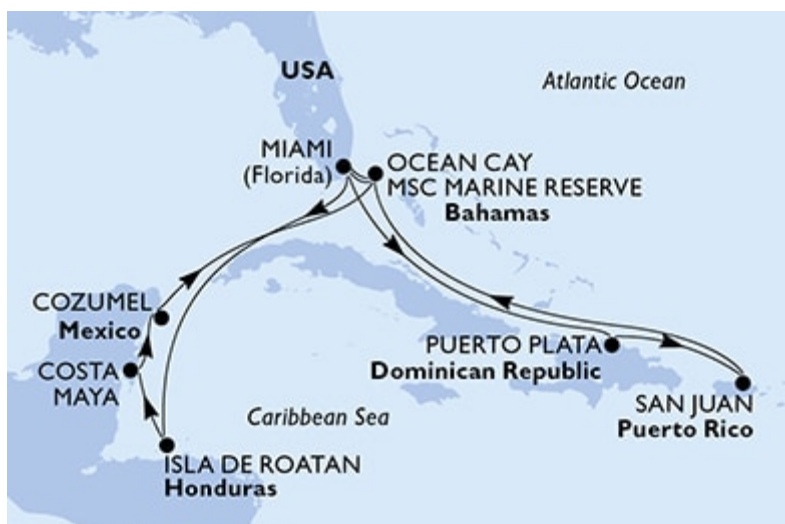 USA
Atlantic Ocean
MIAMI
(Florida)
OCEAN CAY
MSC MARINE RESERVE
Bahamas
COZUMEL
Mexico
COSTA
MAYA
PUERTO PLATA
Dominican Republic
SAN JUAN
Puerto Rico
Caribbean Sea
ISLA DE ROATAN
Honduras